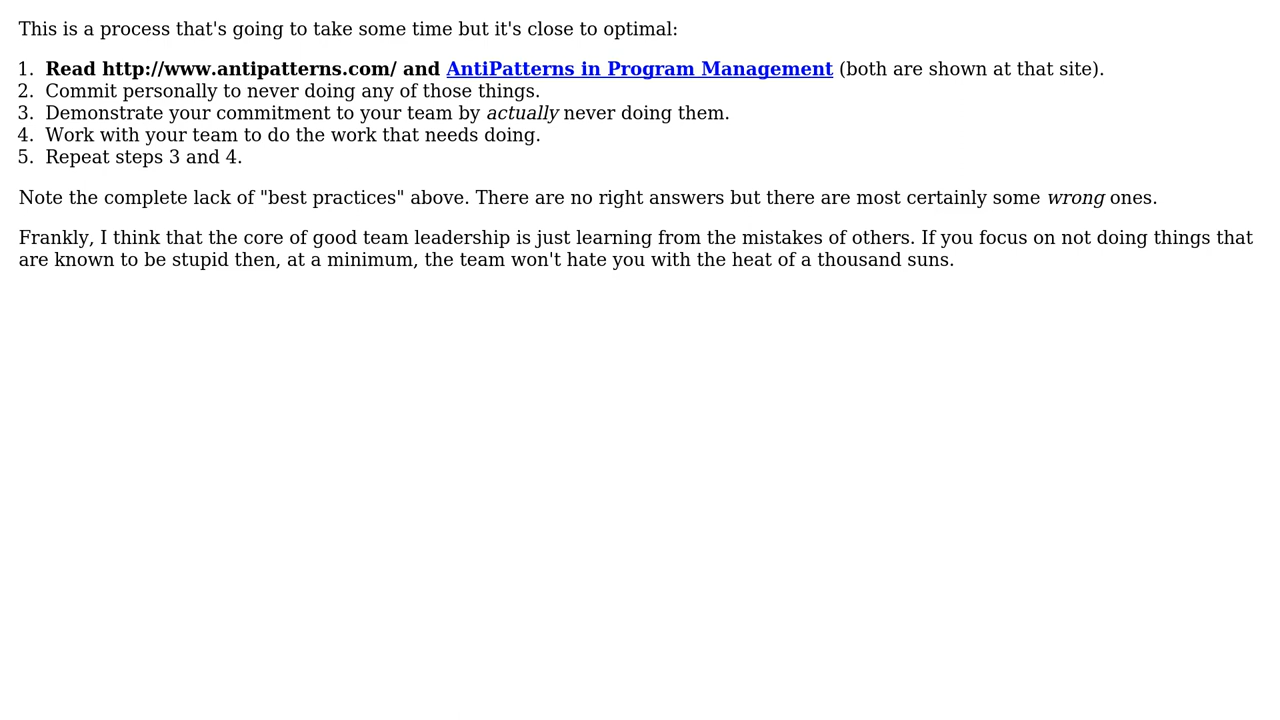 This is a process that's going to take some time but it's close to optimal:
1. Read http://www.antipatterns.com/ and AntiPatterns in Program Management (both are shown at that site).
2. Commit personally to never doing any of those things.
3. Demonstrate your commitment to your team by actually never doing them.
4. Work with your team to do the work that needs doing.
5. Repeat steps 3 and 4.
Note the complete lack of "best practices" above. There are no right answers but there are most certainly some wrong ones.
Frankly, I think that the core of good team leadership is just learning from the mistakes of others. If you focus on not doing things that
are known to be stupid then, at a minimum, the team won't hate you with the heat of a thousand suns.